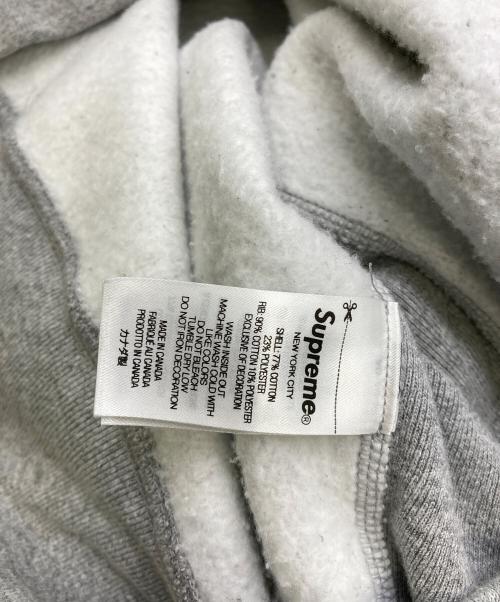 Supreme®
NEW YORK CITY
SHELL: 77% COTTON
23% POLYESTER
RIB: 90% COTTON 10% POLYESTER
EXCLUSIVE OF DECORATION
WASH INSIDE OUT
MACHINE WASH COLD WITH
LIKE COLORS
DO NOT BLEACH
TUMBLE DRY LOW
DO NOT IRON DECORATION
MADE IN CANADA
FABRIQUÉ AU CANADA
PRODOTTO IN CANADA
カナダ製